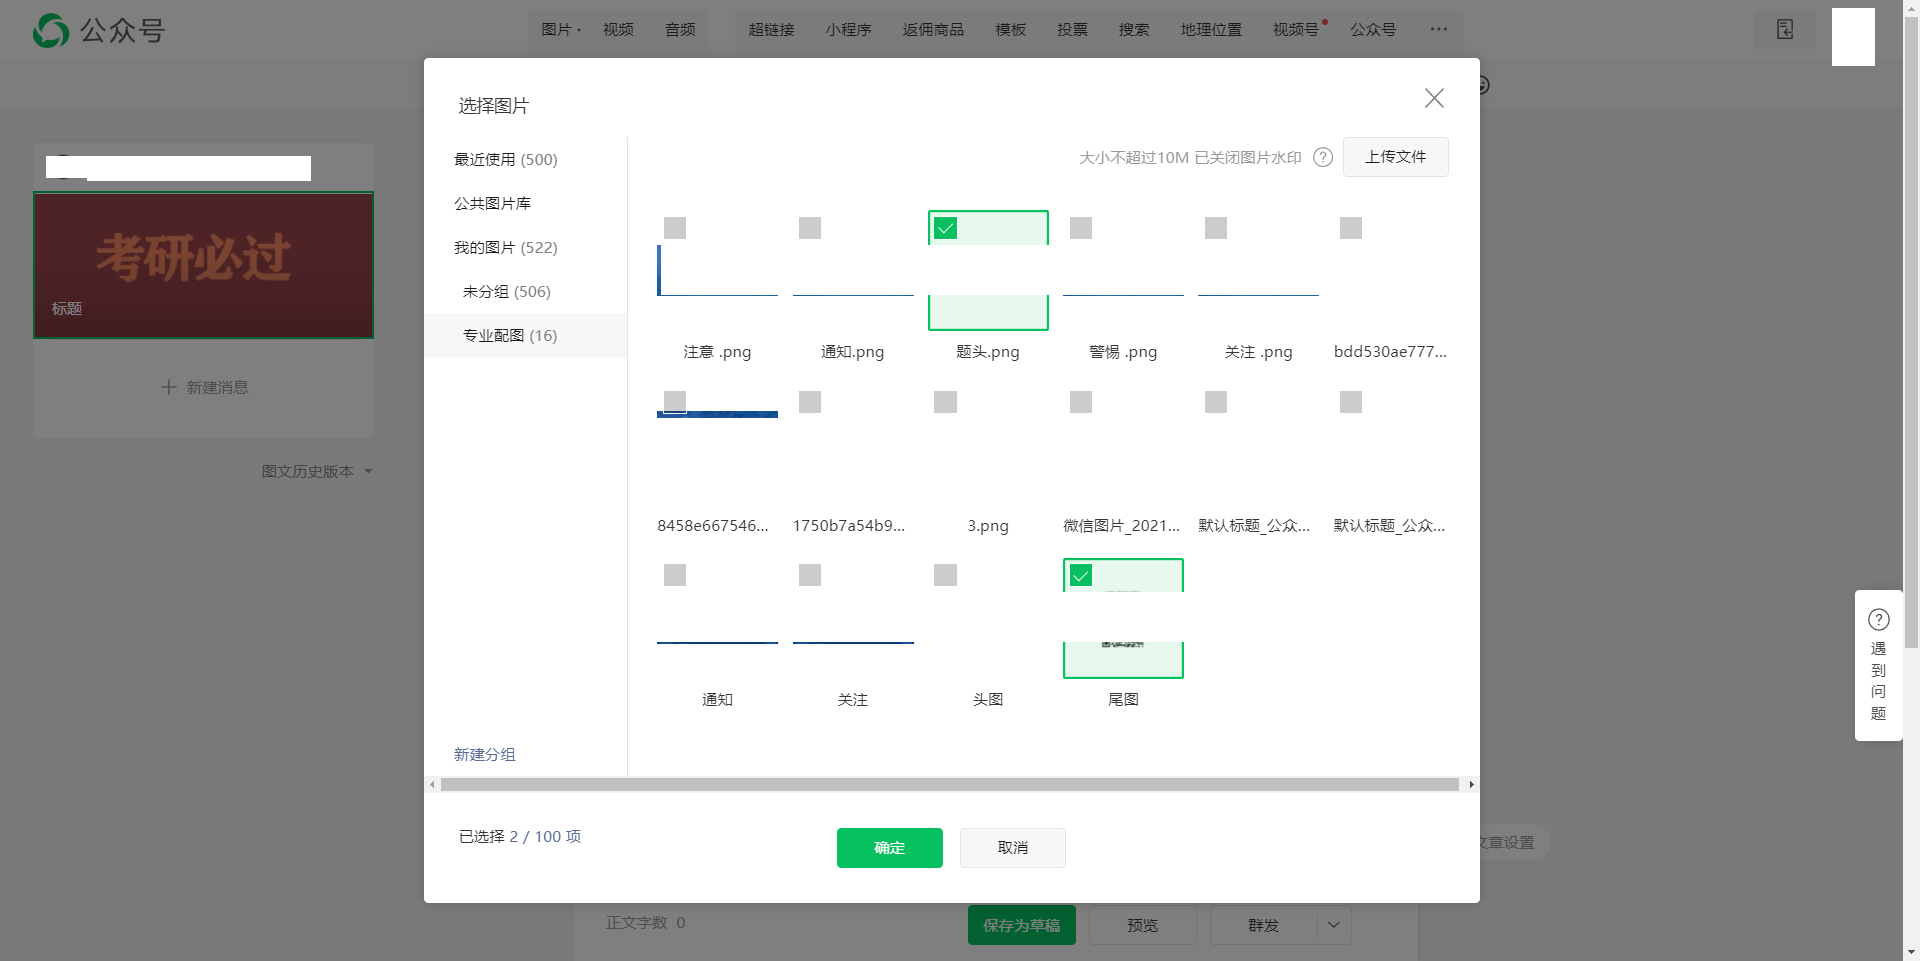 公众号
图片 视频 音频 超链接 小程序 返佣商品 模板 投票 搜索 地理位置 视频号 公众号 ···
选择图片
最近使用 (500)
公共图片库
我的图片 (522)
未分组 (506)
专业配图 (16)
新建分组
大小不超过10M 已关闭图片水印
上传文件
注意 .png 通知.png 题头.png 警惕 .png 关注 .png bdd530ae777...
8458e667546... 1750b7a54b9... 3.png 微信图片_2021... 默认标题_公众... 默认标题_公众...
通知 关注 头图 尾图
已选择 2 / 100 项
确定 取消
考研必过
标题
新建消息
图文历史版本
遇
到
问
题
文章设置
正文字数 0
保存为草稿 预览 群发